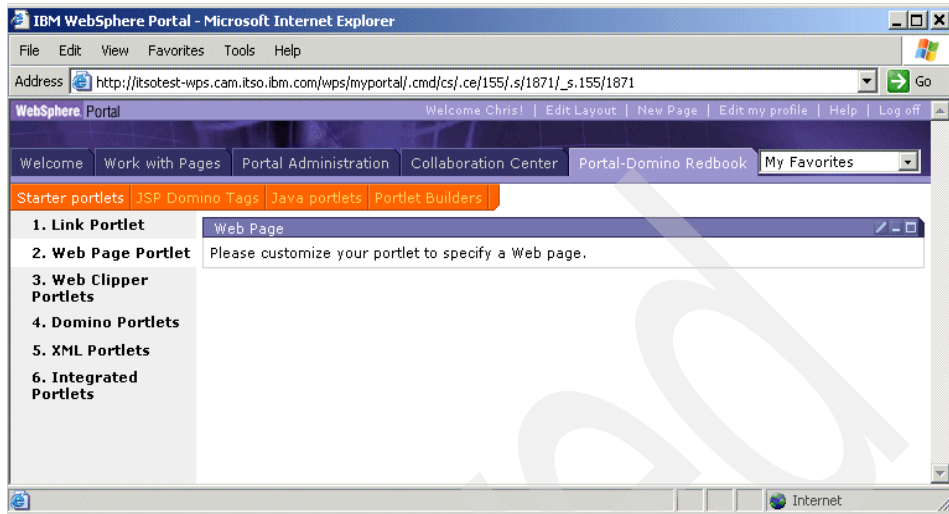 IBM WebSphere Portal - Microsoft Internet Explorer
File Edit View Favorites Tools Help
Address http://itsotest-wps.cam.itso.ibm.com/wps/myportal/.cmd/cs/.ce/155/.s/1871/_s.155/1871 Go
WebSphere Portal Welcome Chris! | Edit Layout | New Page | Edit my profile | Help | Log off
Welcome Work with Pages Portal Administration Collaboration Center Portal-Domino Redbook My Favorites
Starter portlets JSP Domino Tags Java portlets Portlet Builders
1. Link Portlet
Web Page
2. Web Page Portlet
Please customize your portlet to specify a Web page.
3. Web Clipper
Portlets
4. Domino Portlets
5. XML Portlets
6. Integrated
Portlets
Internet